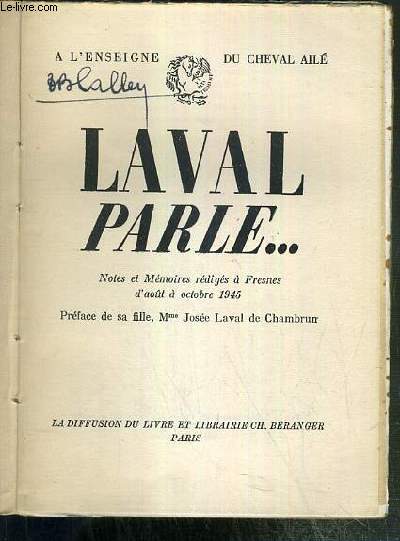 © Le-livre.com
A L'ENSEIGNE DU CHEVAL AILÉ
LAVAL
PARLE...
Notes et Mémoires rédigés à Fresnes
d'août à octobre 1945
Préface de sa fille, Mme Josée Laval de Chambrun
LA DIFFUSION DU LIVRE ET LIBRAIRIE CH. BERANGER
PARIS